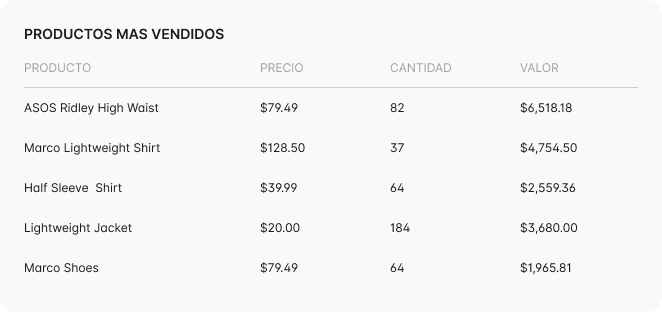 PRODUCTOS MAS VENDIDOS
PRODUCTO PRECIO CANTIDAD VALOR
ASOS Ridley High Waist $79.49 82 $6,518.18
Marco Lightweight Shirt $128.50 37 $4,754.50
Half Sleeve  Shirt $39.99 64 $2,559.36
Lightweight Jacket $20.00 184 $3,680.00
Marco Shoes $79.49 64 $1,965.81